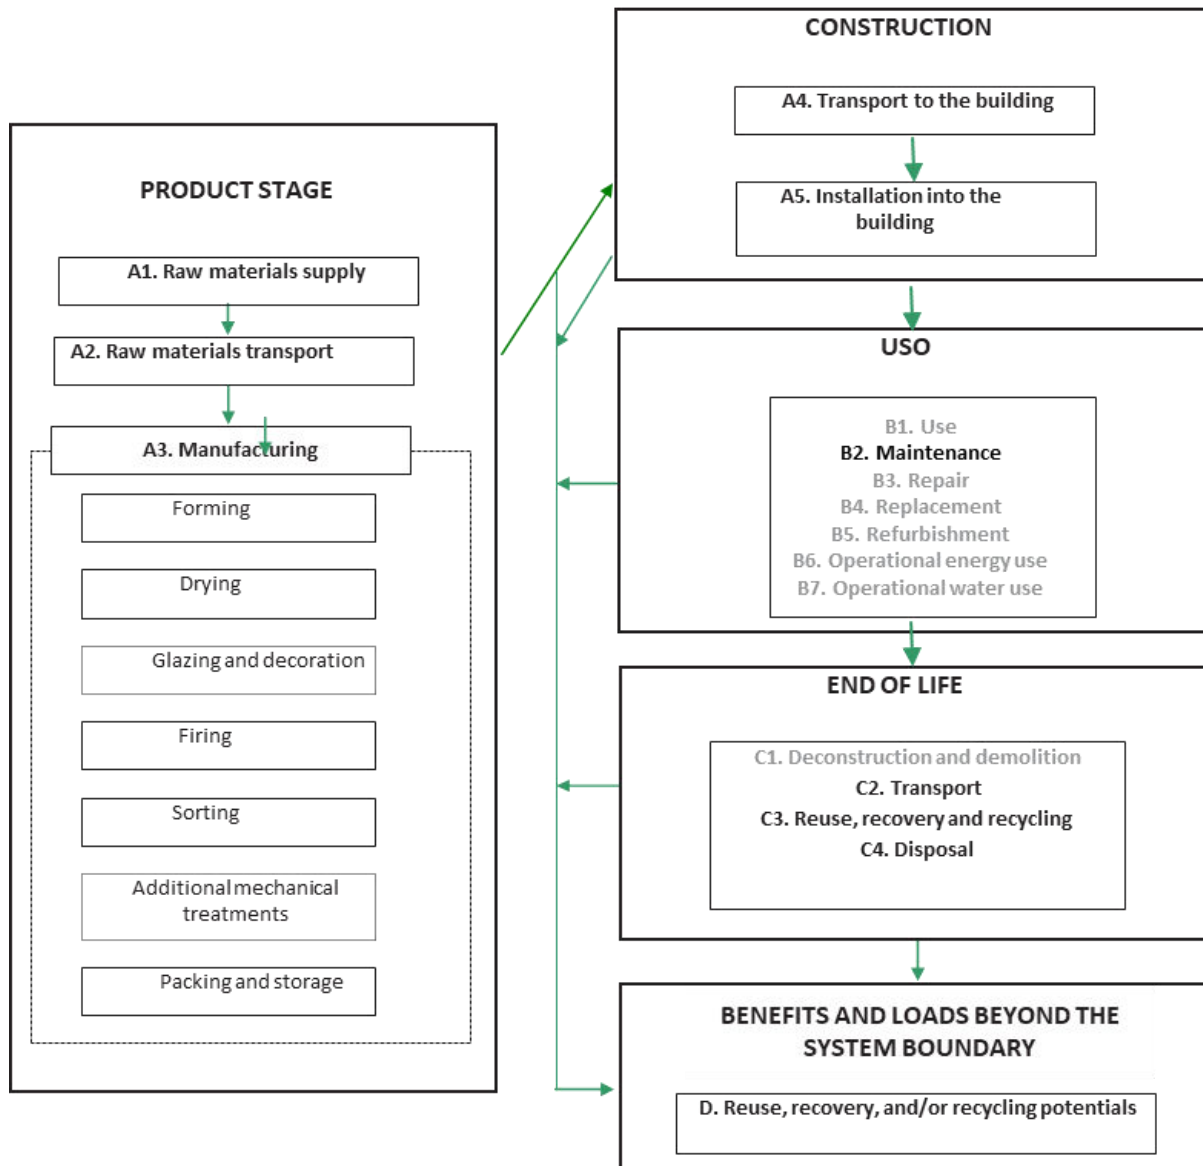 PRODUCT STAGE
A1. Raw materials supply
A2. Raw materials transport
A3. Manufacturing
Forming
Drying
Glazing and decoration
Firing
Sorting
Additional mechanical
treatments
Packing and storage
CONSTRUCTION
A4. Transport to the building
A5. Installation into the
building
USO
B1. Use
B2. Maintenance
B3. Repair
B4. Replacement
B5. Refurbishment
B6. Operational energy use
B7. Operational water use
END OF LIFE
C1. Deconstruction and demolition
C2. Transport
C3. Reuse, recovery and recycling
C4. Disposal
BENEFITS AND LOADS BEYOND THE
SYSTEM BOUNDARY
D. Reuse, recovery, and/or recycling potentials